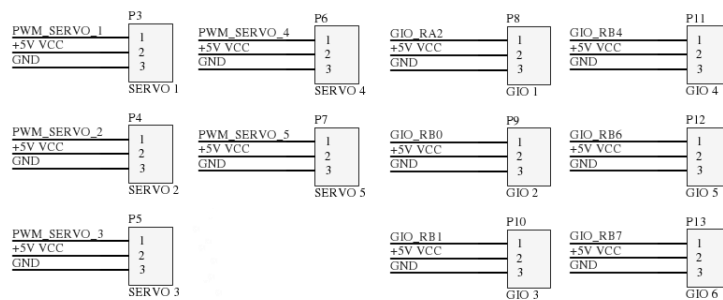 P3
PWM_SERVO_1
+5V VCC
GND
1
2
3
SERVO 1
P6
PWM_SERVO_4
+5V VCC
GND
1
2
3
SERVO 4
P8
GIO_RA2
+5V VCC
GND
1
2
3
GIO 1
P11
GIO_RB4
+5V VCC
GND
1
2
3
GIO 4
P4
PWM_SERVO_2
+5V VCC
GND
1
2
3
SERVO 2
P7
PWM_SERVO_5
+5V VCC
GND
1
2
3
SERVO 5
P9
GIO_RB0
+5V VCC
GND
1
2
3
GIO 2
P12
GIO_RB6
+5V VCC
GND
1
2
3
GIO 5
P5
PWM_SERVO_3
+5V VCC
GND
1
2
3
SERVO 3
P10
GIO_RB1
+5V VCC
GND
1
2
3
GIO 3
P13
GIO_RB7
+5V VCC
GND
1
2
3
GIO 6